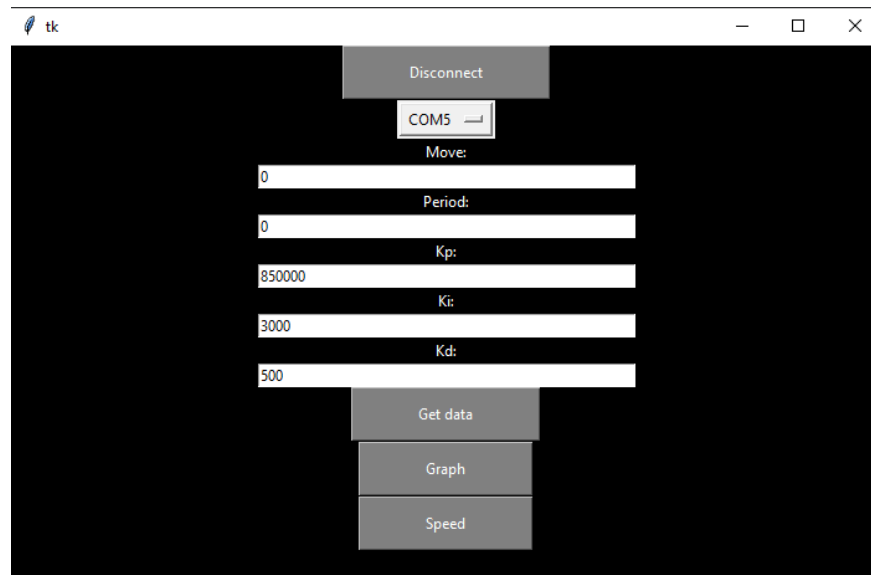 tk
Disconnect
COM5
Move:
0
Period:
0
Kp:
850000
Ki:
3000
Kd:
500
Get data
Graph
Speed